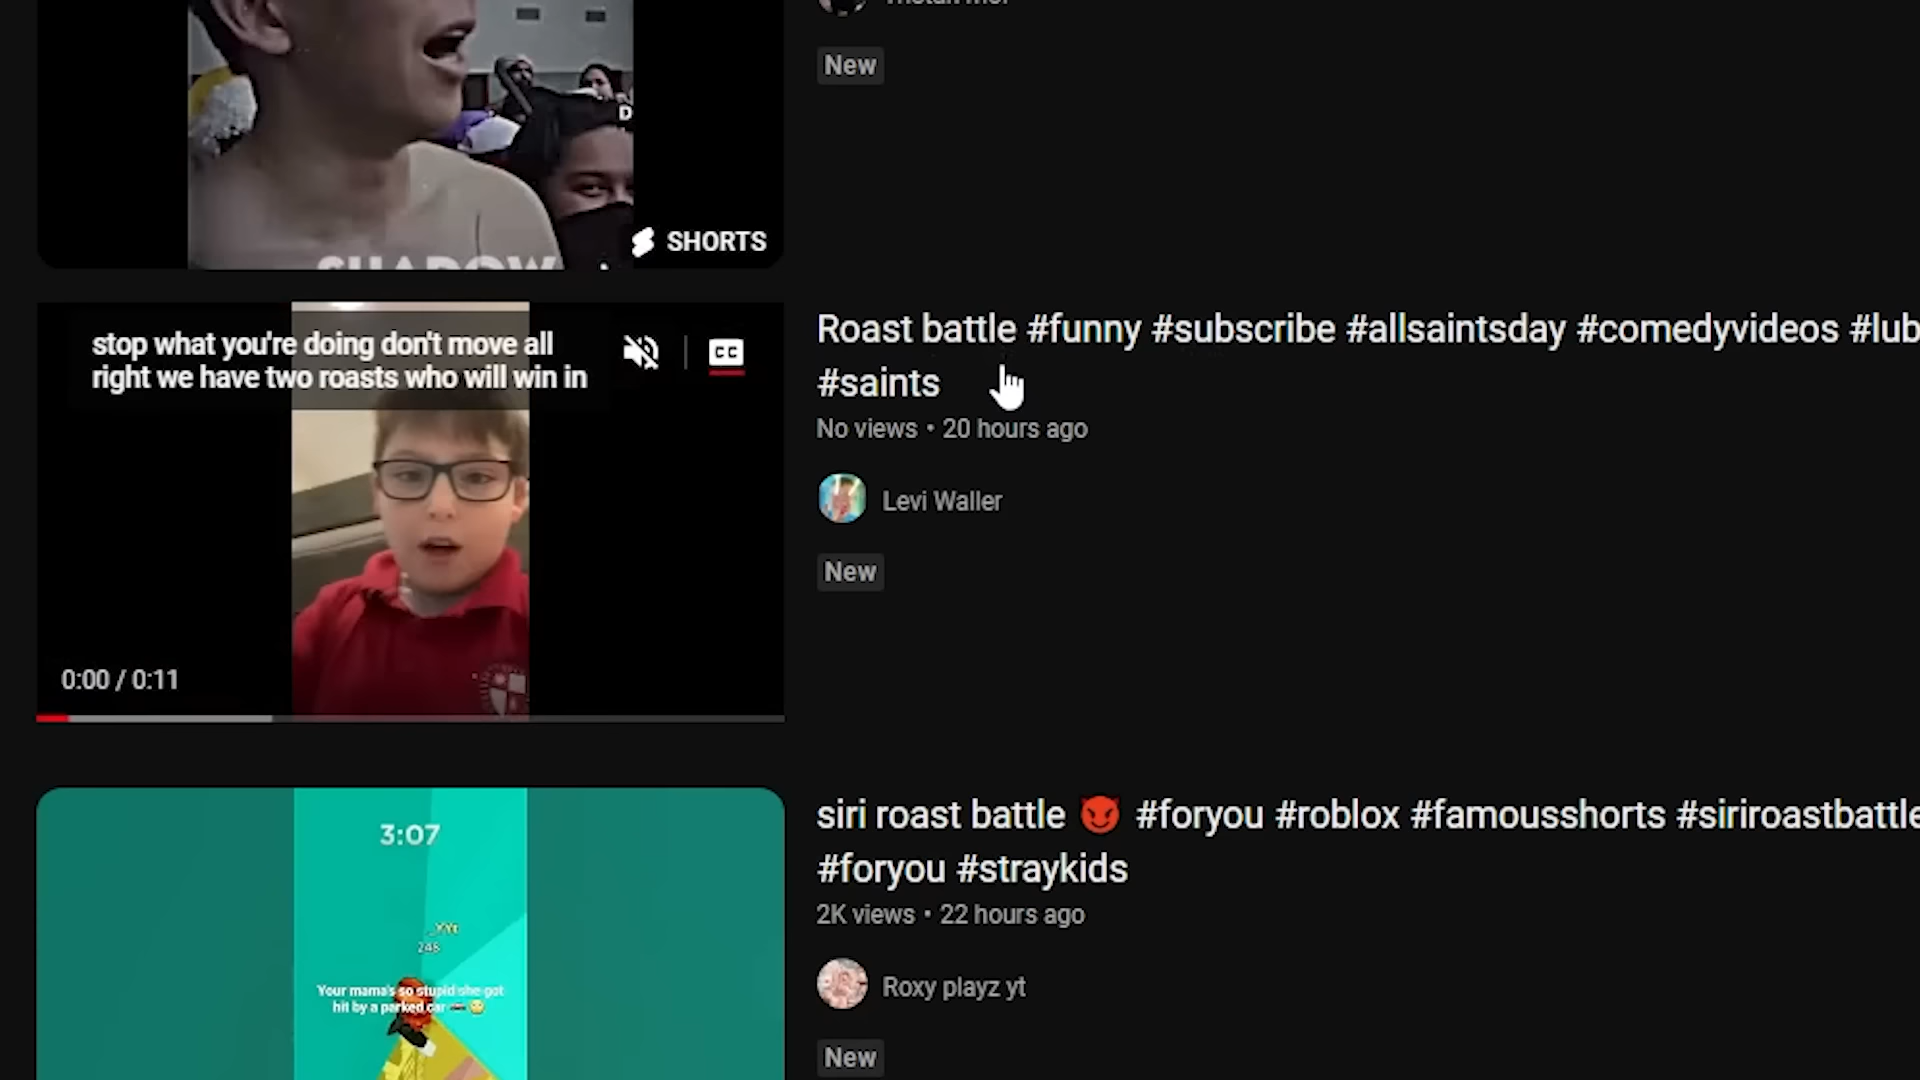 New
D
SHORTS
SHADOW
stop what you're doing don't move all
right we have two roasts who will win in
CC
0:00 / 0:11
Roast battle #funny #subscribe #allsaintsday #comedyvideos #lub
#saints
No views • 20 hours ago
Levi Waller
New
3:07
248
Your mama's so stupid she got
hit by a parked car
siri roast battle 😈 #foryou #roblox #famousshorts #siriroastbattle
#foryou #straykids
2K views • 22 hours ago
Roxy playz yt
New